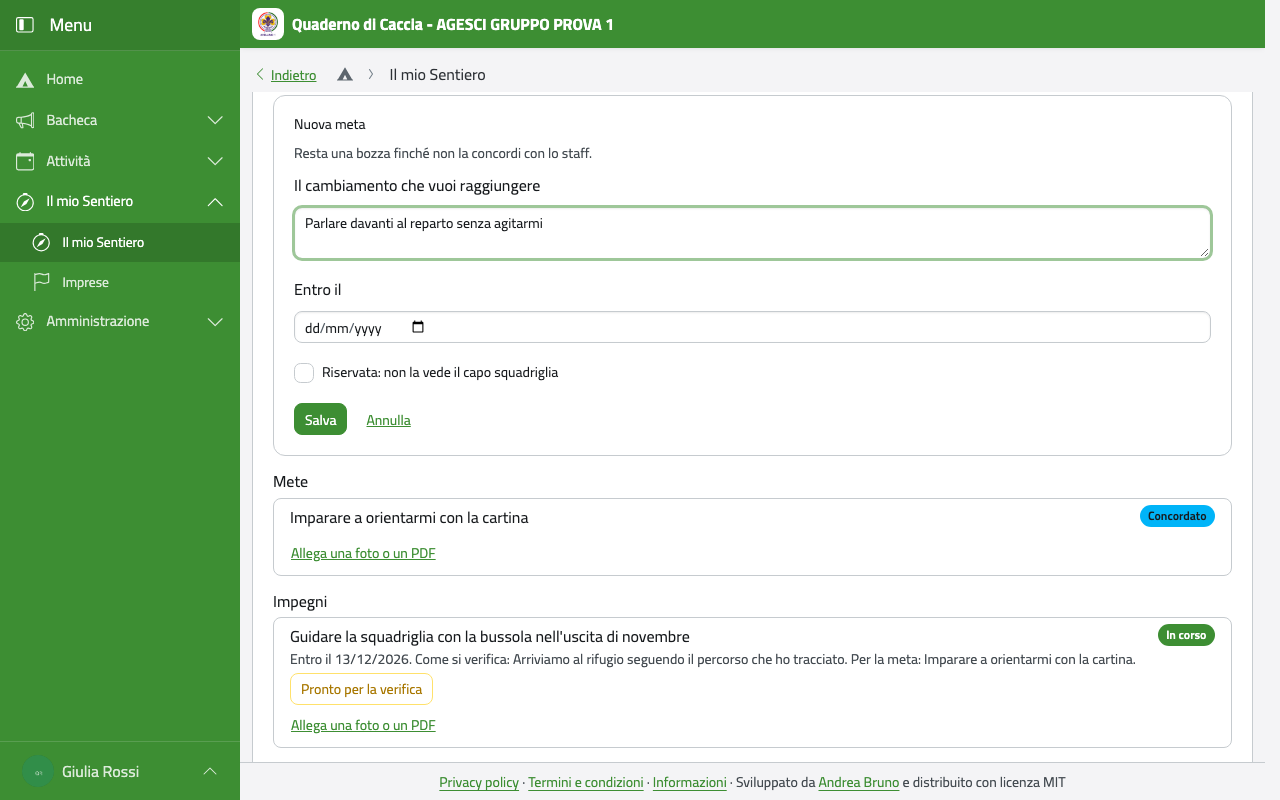 Menu
Quaderno di Caccia - AGESCI GRUPPO PROVA 1
Home
Bacheca
Attività
Il mio Sentiero
Il mio Sentiero
Imprese
Amministrazione
Giulia Rossi
Indietro
Il mio Sentiero
Nuova meta
Resta una bozza finché non la concordi con lo staff.
Il cambiamento che vuoi raggiungere
Parlare davanti al reparto senza agitarmi
Entro il
dd/mm/yyyy
Riservata: non la vede il capo squadriglia
Salva Annulla
Mete
Imparare a orientarmi con la cartina Concordato
Allega una foto o un PDF
Impegni
Guidare la squadriglia con la bussola nell'uscita di novembre In corso
Entro il 13/12/2026. Come si verifica: Arriviamo al rifugio seguendo il percorso che ho tracciato. Per la meta: Imparare a orientarmi con la cartina.
Pronto per la verifica
Allega una foto o un PDF
Privacy policy · Termini e condizioni · Informazioni · Sviluppato da Andrea Bruno e distribuito con licenza MIT